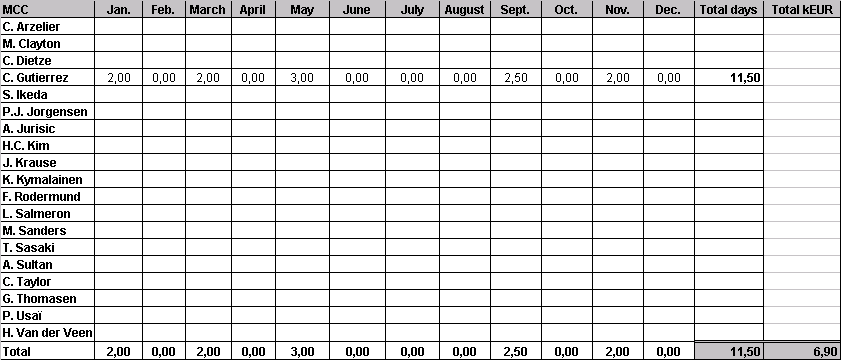 MCC Jan. Feb. March April May June July August Sept. Oct. Nov. Dec. Total days Total kEUR
C. Arzelier
M. Clayton
C. Dietze
C. Gutierrez 2,00 0,00 2,00 0,00 3,00 0,00 0,00 0,00 2,50 0,00 2,00 0,00 11,50
S. Ikeda
P.J. Jorgensen
A. Jurisic
H.C. Kim
J. Krause
K. Kymalainen
F. Rodermund
L. Salmeron
M. Sanders
T. Sasaki
A. Sultan
C. Taylor
G. Thomasen
P. Usaï
H. Van der Veen
Total 2,00 0,00 2,00 0,00 3,00 0,00 0,00 0,00 2,50 0,00 2,00 0,00 11,50 6,90